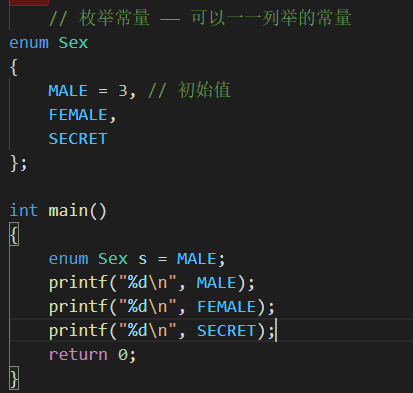 // 枚举常量 — 可以一一列举的常量
enum Sex
{
    MALE = 3, // 初始值
    FEMALE,
    SECRET
};
int main()
{
    enum Sex s = MALE;
    printf("%d\n", MALE);
    printf("%d\n", FEMALE);
    printf("%d\n", SECRET);
    return 0;
}